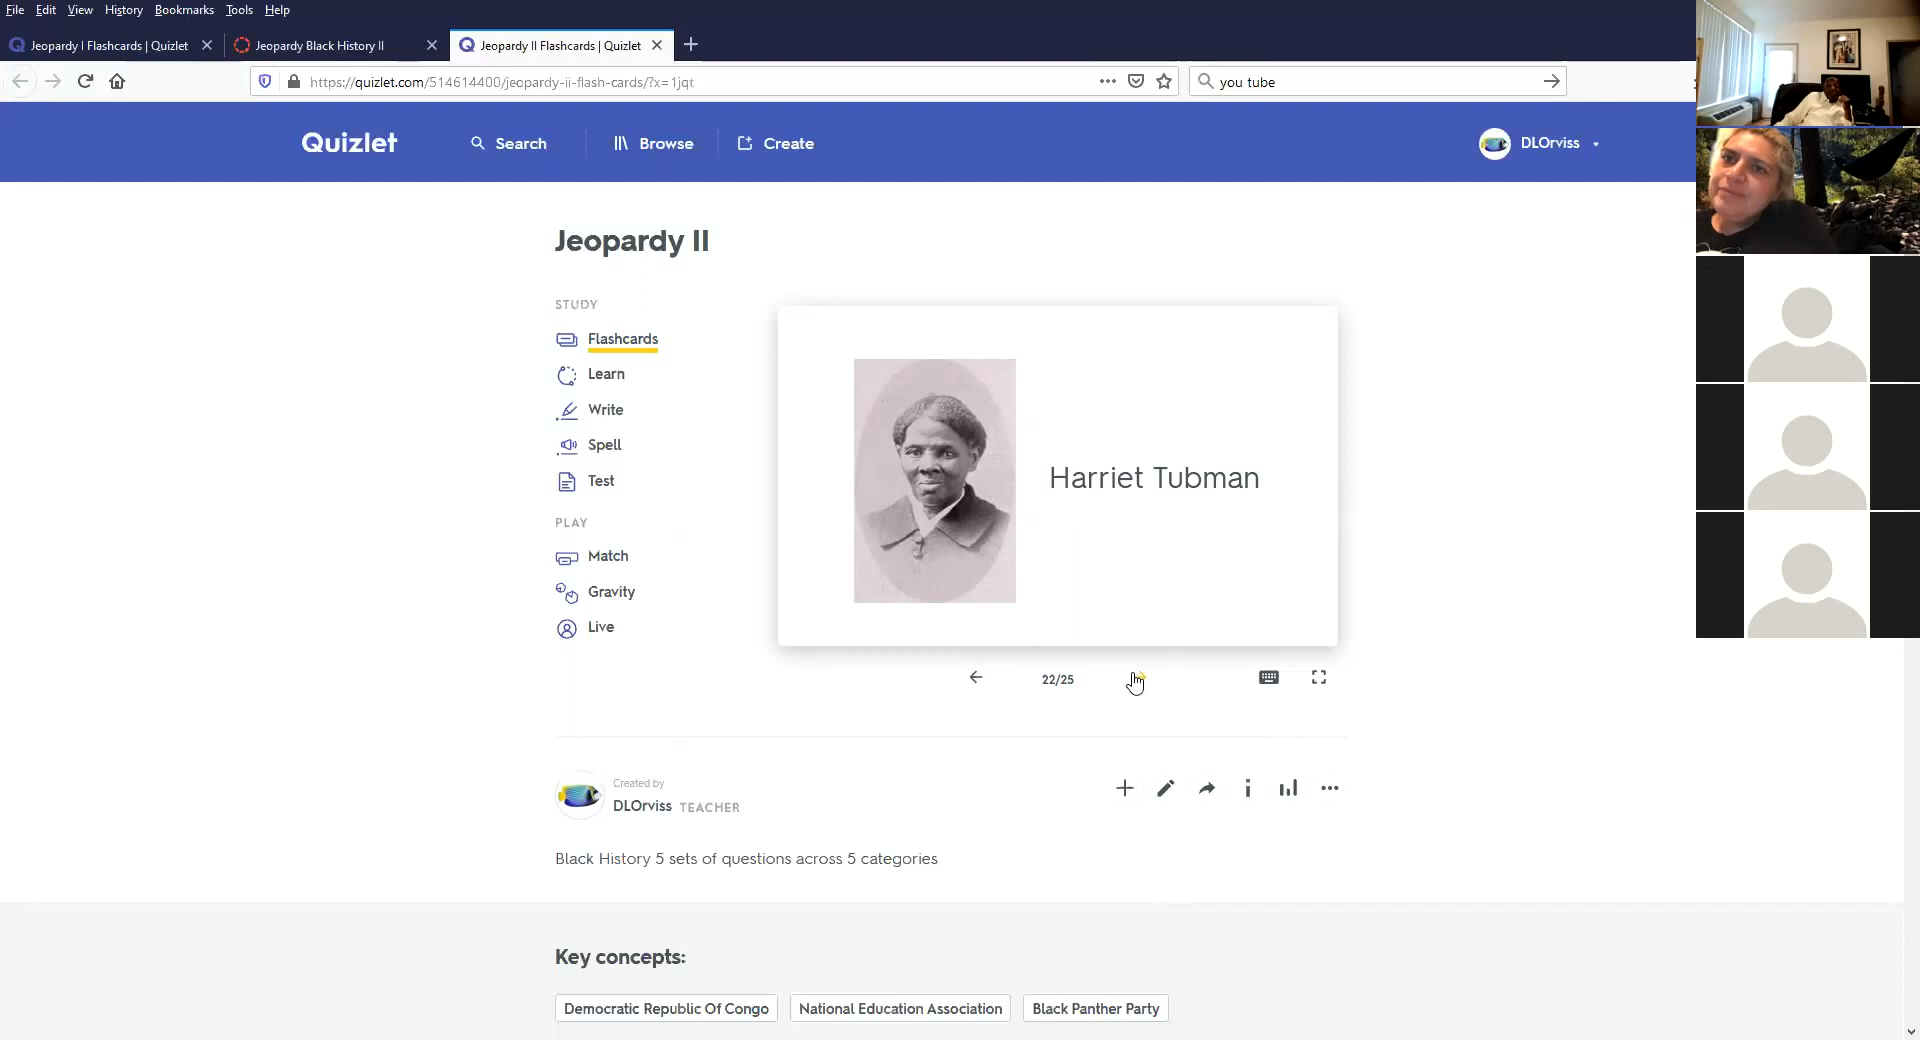 File Edit View History Bookmarks Tools Help
Jeopardy I Flashcards | Quizlet
Jeopardy Black History II
Jeopardy II Flashcards | Quizlet
https://quizlet.com/514614400/jeopardy-ii-flash-cards/?x=1jqt
you tube
Quizlet
Search
Browse
Create
DLOrviss
Jeopardy II
STUDY
Flashcards
Learn
Write
Spell
Test
PLAY
Match
Gravity
Live
Harriet Tubman
22/25
Created by
DLOrviss TEACHER
Black History 5 sets of questions across 5 categories
Key concepts:
Democratic Republic Of Congo
National Education Association
Black Panther Party